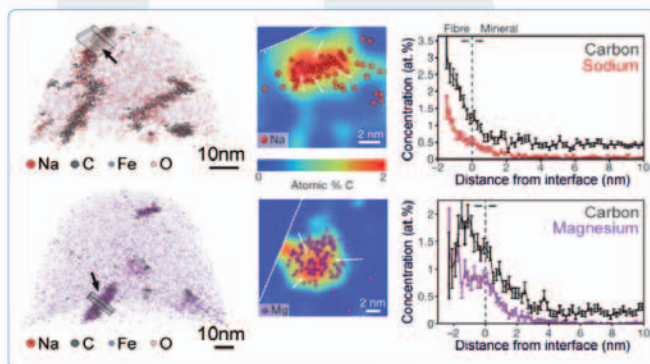 Na C Fe O
10nm
Na
2 nm
0 1 2
Atomic % C
Concentration (at.%)
3.5
3
2.5
2
1.5
1
0.5
0
Fibre Mineral
Carbon
Sodium
-2 0 2 4 6 8 10
Distance from interface (nm)
Na C Fe O
10nm
Mg
2 nm
Concentration (at.%)
2
1.5
1
0.5
0
Carbon
Magnesium
−2 0 2 4 6 8 10
Distance from interface (nm)